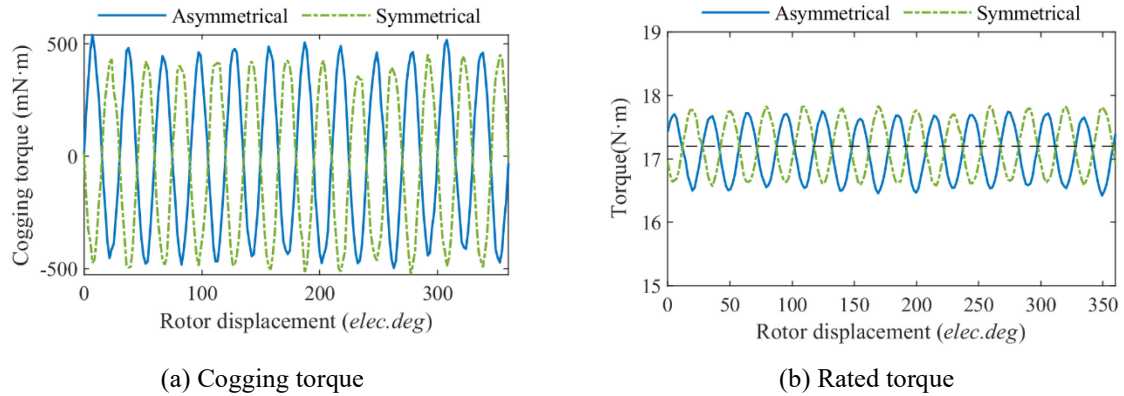 Asymmetrical Symmetrical
500
0
-500
Cogging torque (mN·m)
0 100 200 300
Rotor displacement (elec.deg)
(a) Cogging torque
Asymmetrical Symmetrical
19
18
17
16
15
Torque(N·m)
0 50 100 150 200 250 300 350
Rotor displacement (elec.deg)
(b) Rated torque